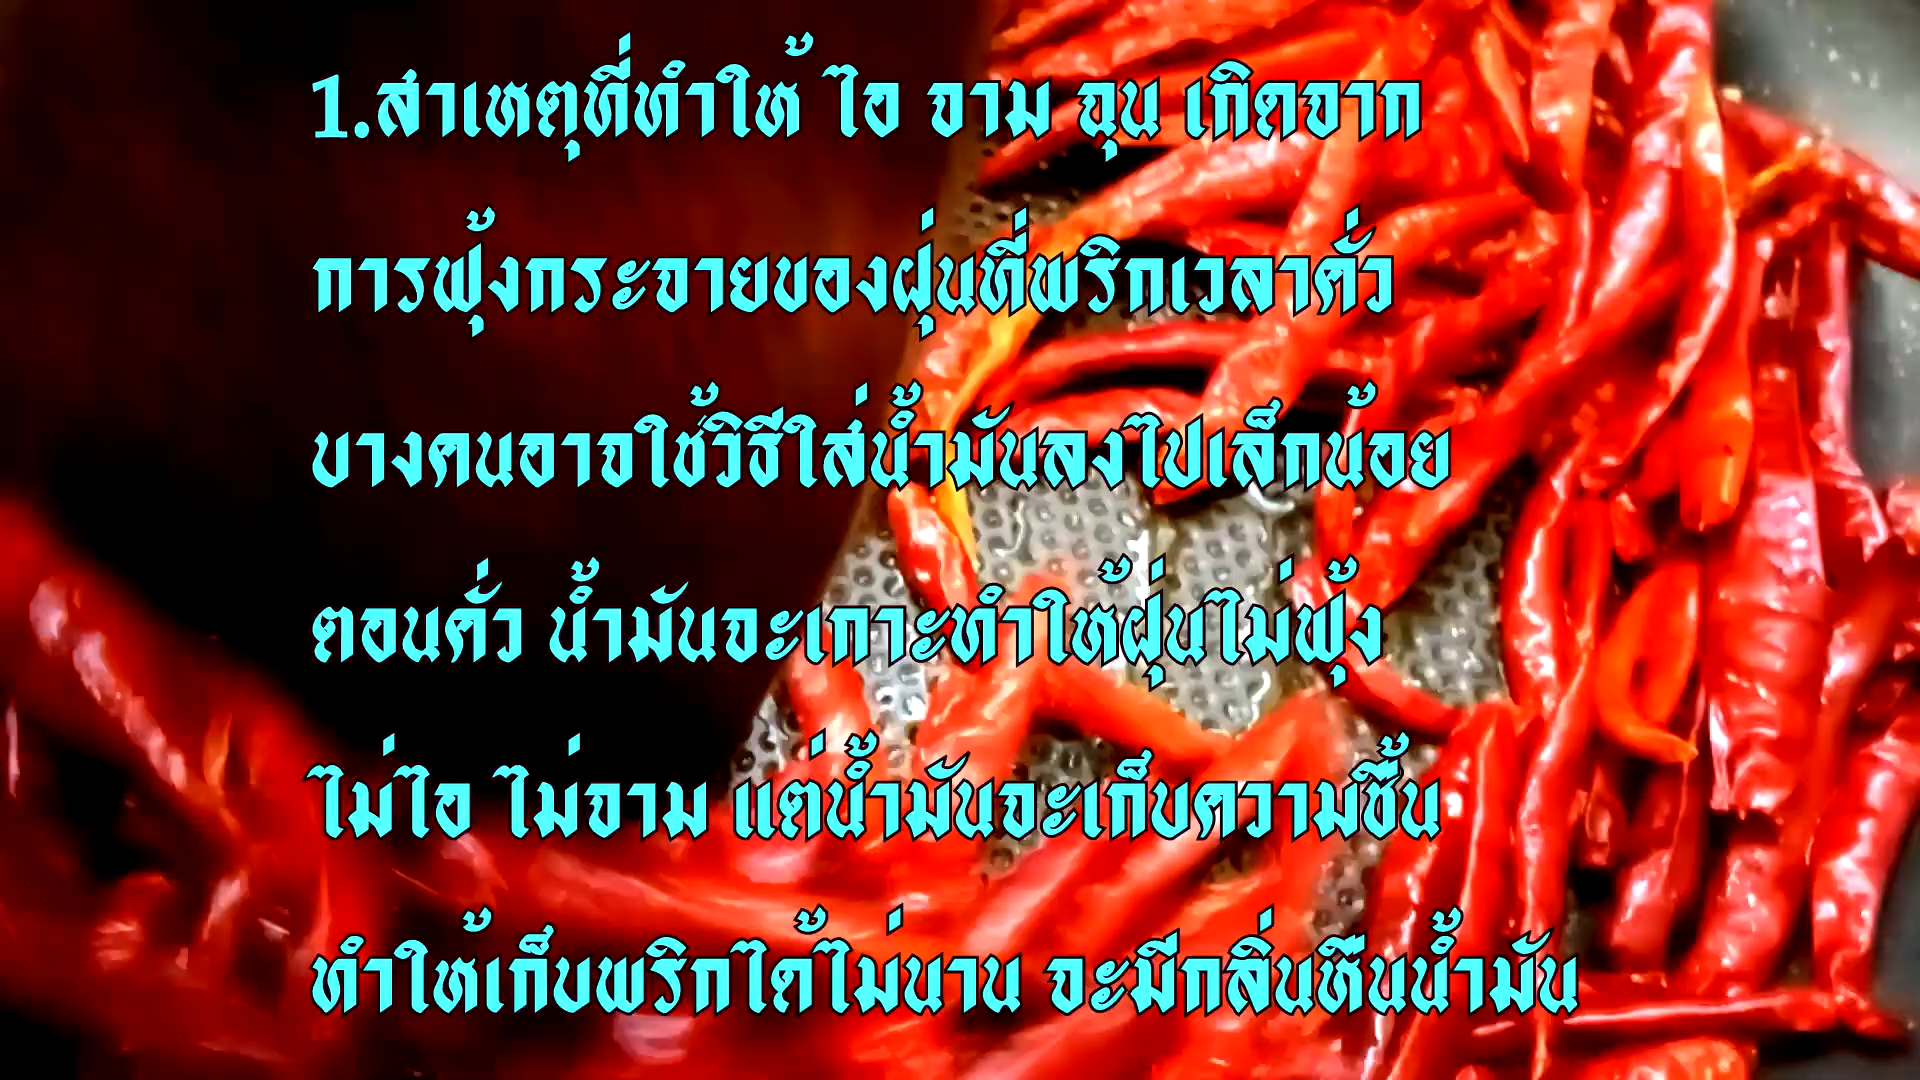 1.สาเหตุที่ทำให้ ไอ จาม ฉุน เกิดจาก
การฟุ้งกระจายของฝุ่นที่พริกเวลาคั่ว
บางคนอาจใช้วิธีใส่น้ำมันลงไปเล็กน้อย
ตอนคั่ว น้ำมันจะเกาะทำให้ฝุ่นไม่ฟุ้ง
ไม่ไอ ไม่จาม แต่น้ำมันจะเก็บความชื้น
ทำให้เก็บพริกได้ไม่นาน จะมีกลิ่นหืนน้ำมัน